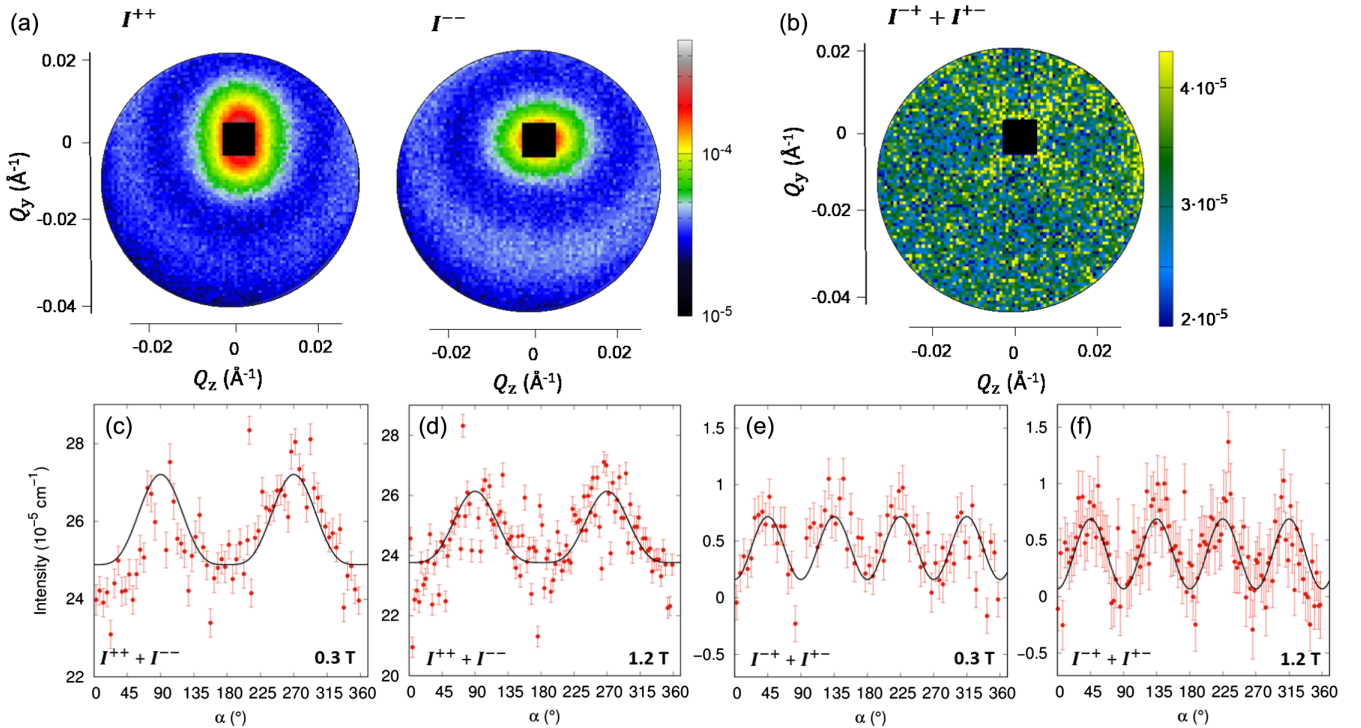 (a)
I⁺⁺
I⁻⁻
(b)
I⁻⁺ + I⁺⁻
0.02
0
-0.02
-0.04
Qy (Å⁻¹)
-0.02 0 0.02
Qz (Å⁻¹)
-0.02 0 0.02
Qz (Å⁻¹)
10⁻⁴
10⁻⁵
0.02
0
-0.02
-0.04
Qy (Å⁻¹)
-0.02 0 0.02
Qz (Å⁻¹)
4·10⁻⁵
3·10⁻⁵
2·10⁻⁵
(c)
28
26
24
22
Intensity (10⁻⁵ cm⁻¹)
I⁺⁺ + I⁻⁻
0.3 T
0 45 90 135 180 225 270 315 360
α (°)
(d)
28
26
24
22
20
I⁺⁺ + I⁻⁻
1.2 T
0 45 90 135 180 225 270 315 360
α (°)
(e)
1
0.5
0
−0.5
I⁻⁺ + I⁺⁻
0.3 T
0 45 90 135 180 225 270 315 360
α (°)
(f)
1
0.5
0
−0.5
I⁻⁺ + I⁺⁻
1.2 T
0 45 90 135 180 225 270 315 360
α (°)